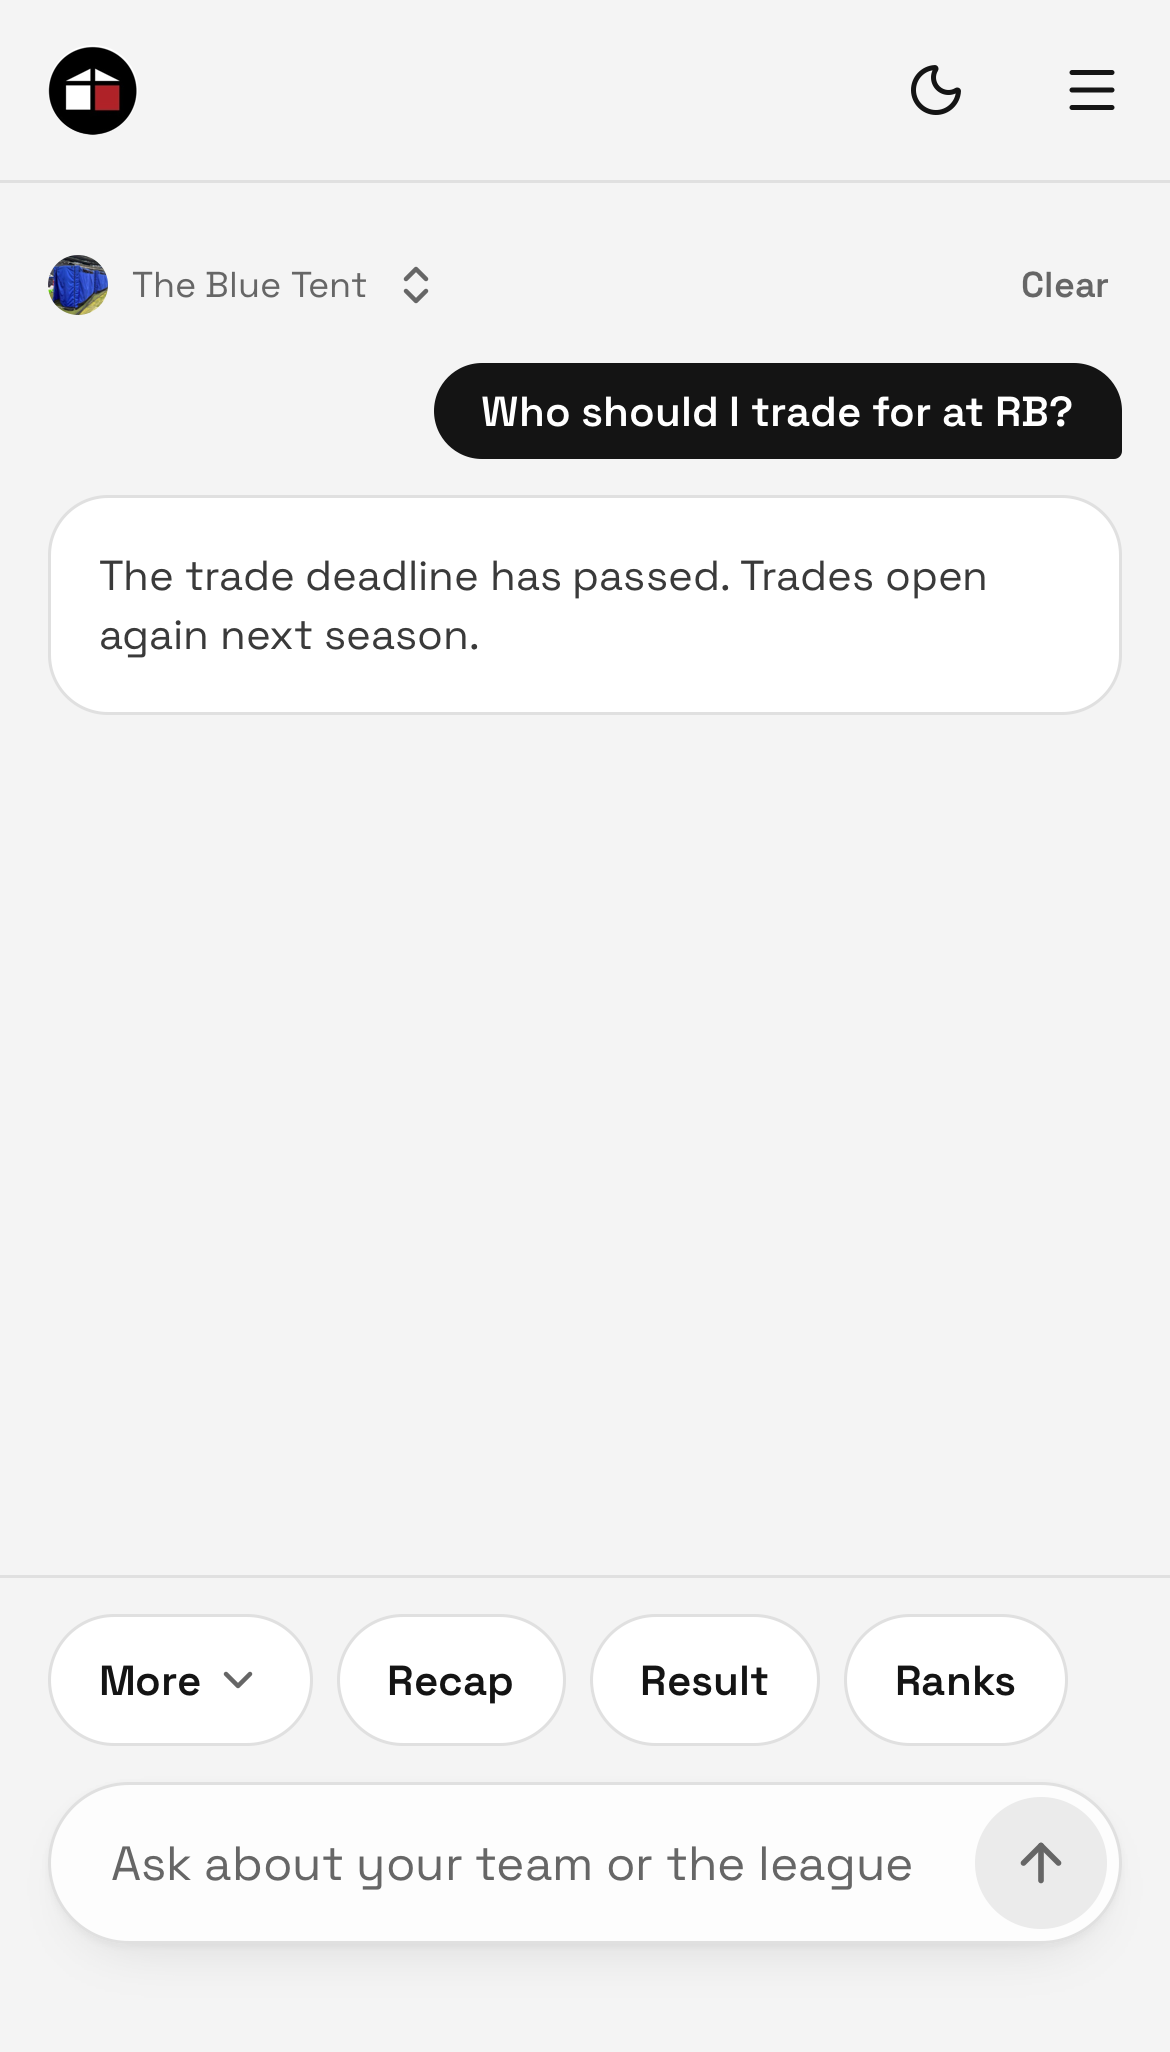 The Blue Tent
Clear
Who should I trade for at RB?
The trade deadline has passed. Trades open
again next season.
More
Recap
Result
Ranks
Ask about your team or the league